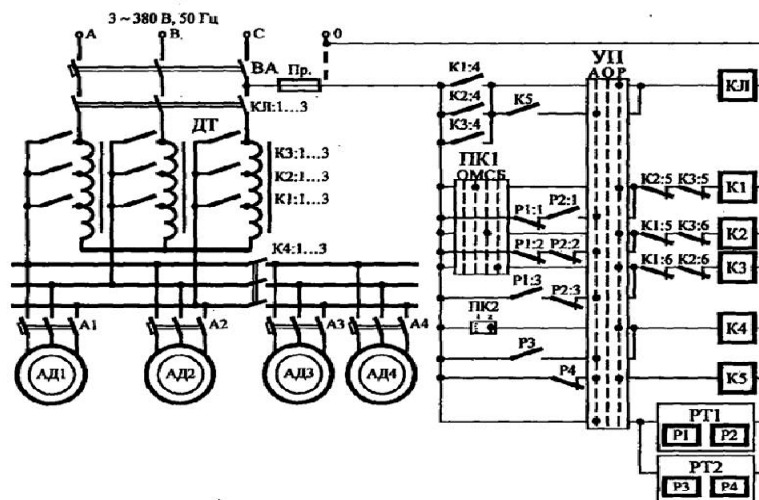 3 ~ 380 В, 50 Гц
А В. С 0
ВА Пр.
КЛ:1...3
ДТ
К3:1...3
К2:1...3
К1:1...3
К4:1...3
А1 А2 А3 А4
АД1 АД2 АД3 АД4
К1:4
К2:4
К3:4
К5
УП
АОР
КЛ
ПК1
ОМСБ
Р1:1 Р2:1
К2:5 К3:5 К1
Р1:2 Р2:2
К1:5 К3:6 К2
К1:6 К2:6 К3
Р1:3 Р2:3
ПК2
К4
Р3
Р4
К5
РТ1
Р1 Р2
РТ2
Р3 Р4